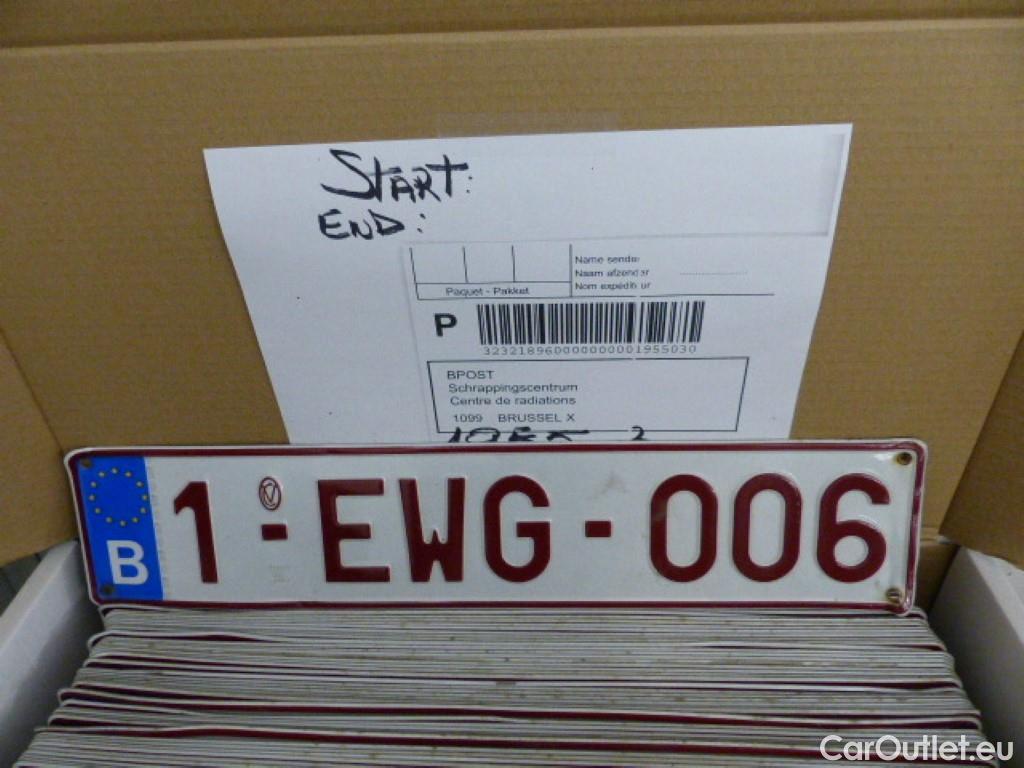 START:
END:
Name sender
Naam afzender
Nom expéditeur
Paquet - Pakket
P
323218960000000001955030
BPOST
Schrappingscentrum
Centre de radiations
1099 BRUSSEL X
B 1-EWG-006
CarOutlet.eu